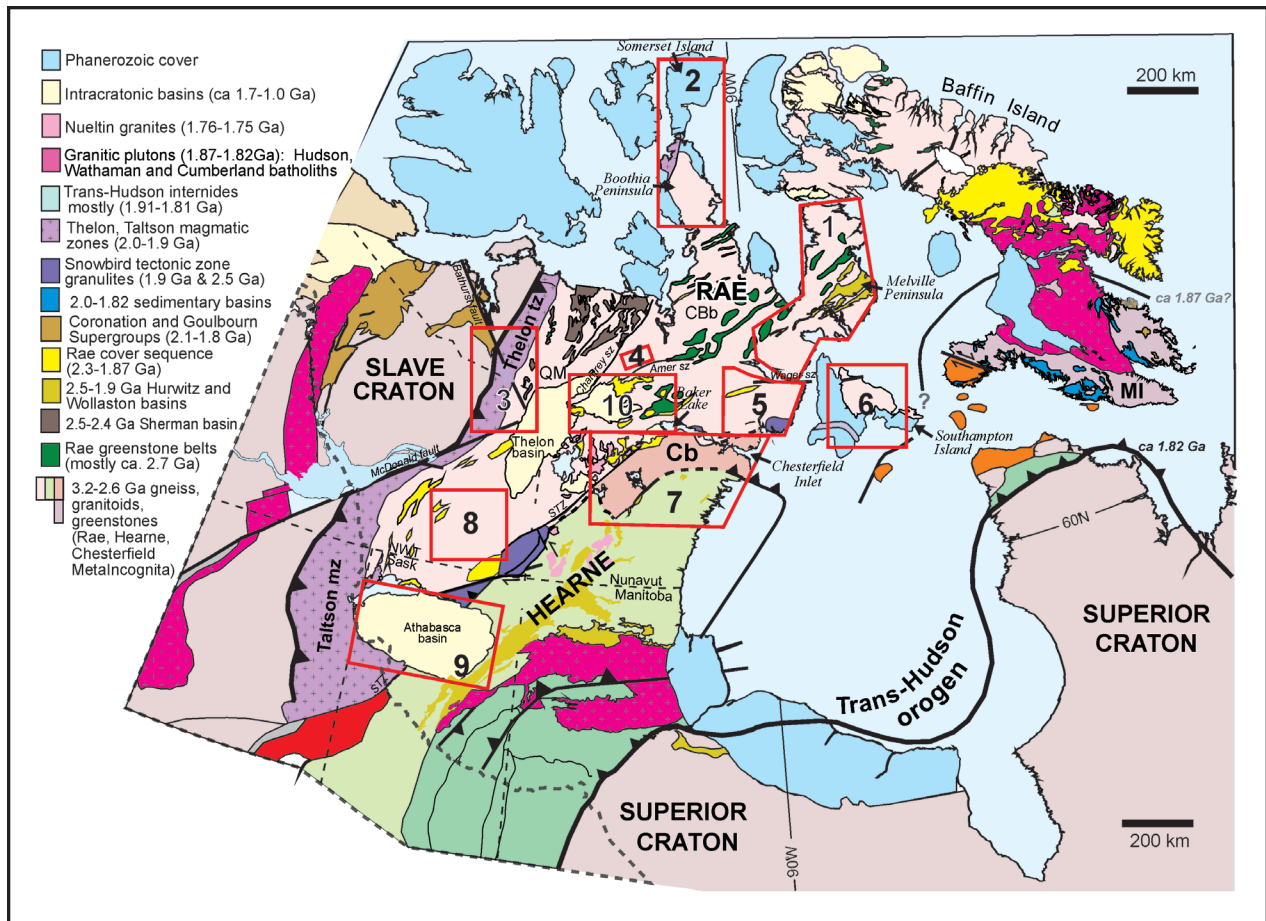 Phanerozoic cover
Intracratonic basins (ca 1.7-1.0 Ga)
Nueltin granites (1.76-1.75 Ga)
Granitic plutons (1.87-1.82Ga): Hudson,
Wathaman and Cumberland batholiths
Trans-Hudson internides
mostly (1.91-1.81 Ga)
Thelon, Taltson magmatic
zones (2.0-1.9 Ga)
Snowbird tectonic zone
granulites (1.9 Ga & 2.5 Ga)
2.0-1.82 sedimentary basins
Coronation and Goulbourn
Supergroups (2.1-1.8 Ga)
Rae cover sequence
(2.3-1.87 Ga)
2.5-1.9 Ga Hurwitz and
Wollaston basins
2.5-2.4 Ga Sherman basin
Rae greenstone belts
(mostly ca. 2.7 Ga)
3.2-2.6 Ga gneiss,
granitoids,
greenstones
(Rae, Hearne,
Chesterfield
MetaIncognita)
Somerset Island
2
90W
200 km
Baffin Island
Boothia
Peninsula
1
Melville
Peninsula
ca 1.87 Ga?
Bathurst fault
Thelon tz
RAE
CBb
SLAVE
CRATON
QM
Chantrey sz
4
Amer sz
Wager sz
3
10
Baker
Lake
5
6
?
MI
Southampton
Island
ca 1.82 Ga
Thelon
basin
McDonald fault
Cb
Chesterfield
Inlet
7
STZ
8
60N
NWT
Sask
HEARNE
Nunavut
Manitoba
Taltson mz
Athabasca
basin
9
STZ
SUPERIOR
CRATON
Trans-Hudson
orogen
SUPERIOR
CRATON
90W
200 km